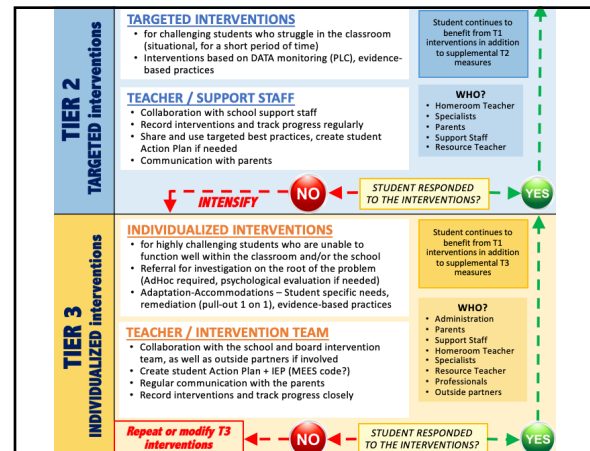 TIER 2
TARGETED interventions
TARGETED INTERVENTIONS
• for challenging students who struggle in the classroom
(situational, for a short period of time)
• Interventions based on DATA monitoring (PLC), evidence-
based practices
Student continues to
benefit from T1
interventions in addition
to supplemental T2
measures
TEACHER / SUPPORT STAFF
• Collaboration with school support staff
• Record interventions and track progress regularly
• Share and use targeted best practices, create student
Action Plan if needed
• Communication with parents
WHO?
• Homeroom Teacher
• Specialists
• Parents
• Support Staff
• Resource Teacher
INTENSIFY
NO
STUDENT RESPONDED
TO THE INTERVENTIONS?
YES
TIER 3
INDIVIDUALIZED interventions
INDIVIDUALIZED INTERVENTIONS
• for highly challenging students who are unable to
function well within the classroom and/or the school
• Referral for investigation on the root of the problem
(AdHoc required, psychological evaluation if needed)
• Adaptation-Accommodations – Student specific needs,
remediation (pull-out 1 on 1), evidence-based practices
Student continues to
benefit from T1
interventions in addition
to supplemental T3
measures
TEACHER / INTERVENTION TEAM
• Collaboration with the school and board intervention
team, as well as outside partners if involved
• Create student Action Plan + IEP (MEES code?)
• Regular communication with the parents
• Record interventions and track progress closely
WHO?
• Administration
• Parents
• Support Staff
• Homeroom Teacher
• Specialists
• Resource Teacher
• Professionals
• Outside partners
Repeat or modify T3
interventions
NO
STUDENT RESPONDED
TO THE INTERVENTIONS?
YES